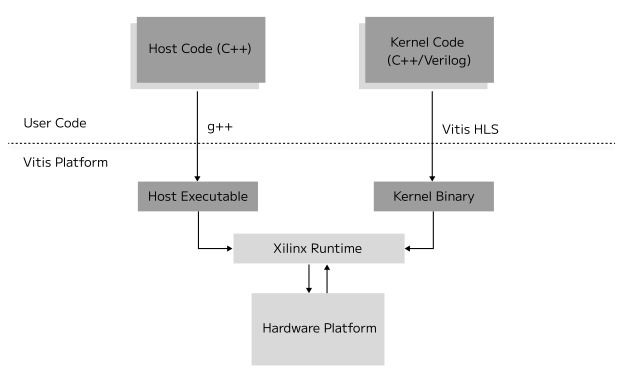 Host Code (C++)
Kernel Code
(C++/Verilog)
User Code
g++
Vitis HLS
Vitis Platform
Host Executable
Kernel Binary
Xilinx Runtime
Hardware Platform